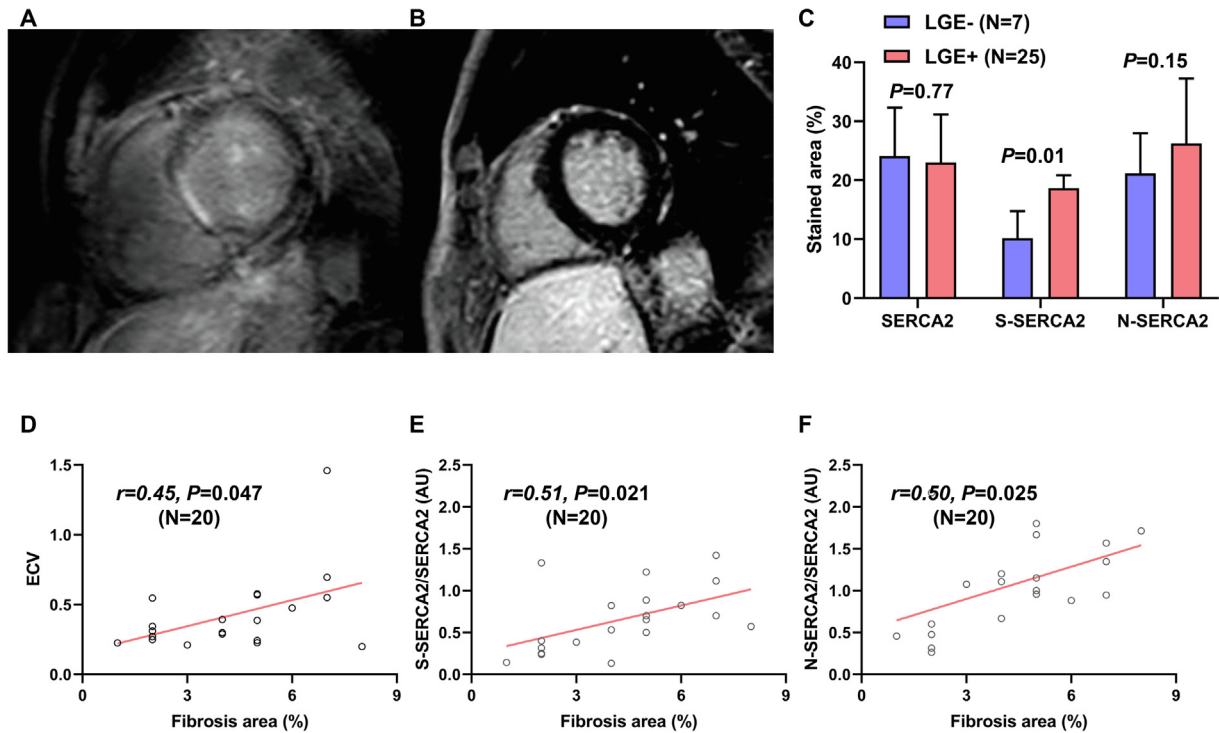 A
B
C
LGE- (N=7)
LGE+ (N=25)
Stained area (%)
40
30
20
10
0
P=0.77
P=0.01
P=0.15
SERCA2
S-SERCA2
N-SERCA2
D
ECV
1.5
1.0
0.5
0.0
r=0.45, P=0.047
(N=20)
0
3
6
9
Fibrosis area (%)
E
S-SERCA2/SERCA2 (AU)
2.5
2.0
1.5
1.0
0.5
0.0
r=0.51, P=0.021
(N=20)
0
3
6
9
Fibrosis area (%)
F
N-SERCA2/SERCA2 (AU)
2.5
2.0
1.5
1.0
0.5
0.0
r=0.50, P=0.025
(N=20)
0
3
6
9
Fibrosis area (%)